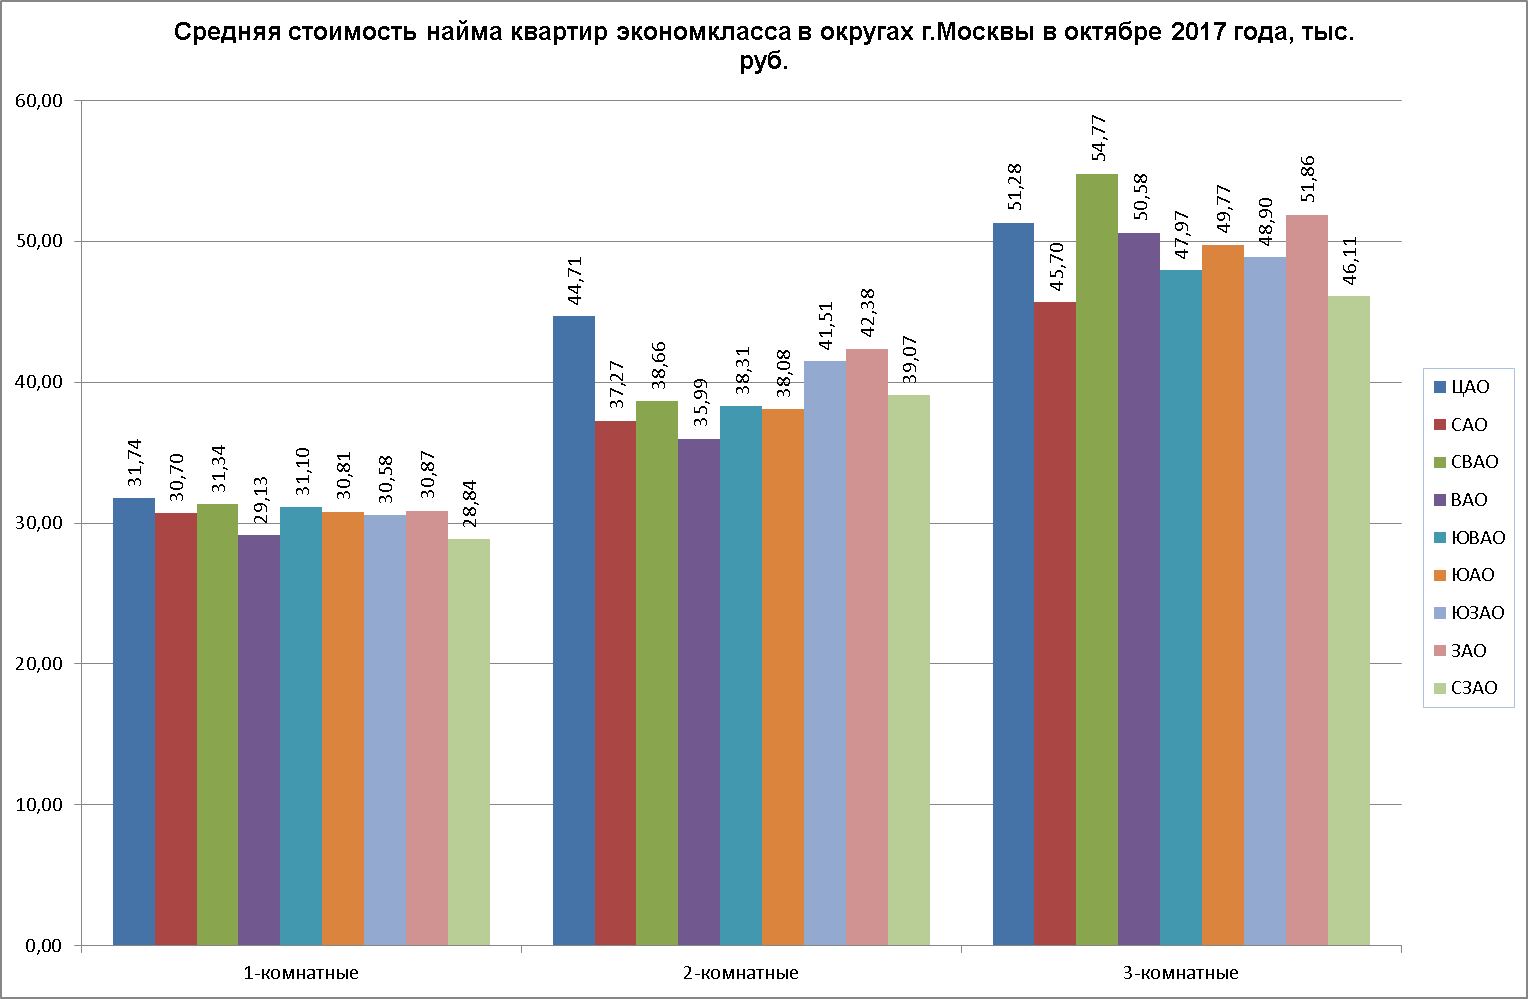 Средняя стоимость найма квартир экономкласса в округах г.Москвы в октябре 2017 года, тыс.
руб.
60,00
50,00
40,00
30,00
20,00
10,00
0,00
31,74
30,70
31,34
29,13
31,10
30,81
30,58
30,87
28,84
44,71
37,27
38,66
35,99
38,31
38,08
41,51
42,38
39,07
51,28
45,70
54,77
50,58
47,97
49,77
48,90
51,86
46,11
1-комнатные
2-комнатные
3-комнатные
ЦАО
САО
СВАО
ВАО
ЮВАО
ЮАО
ЮЗАО
ЗАО
СЗАО